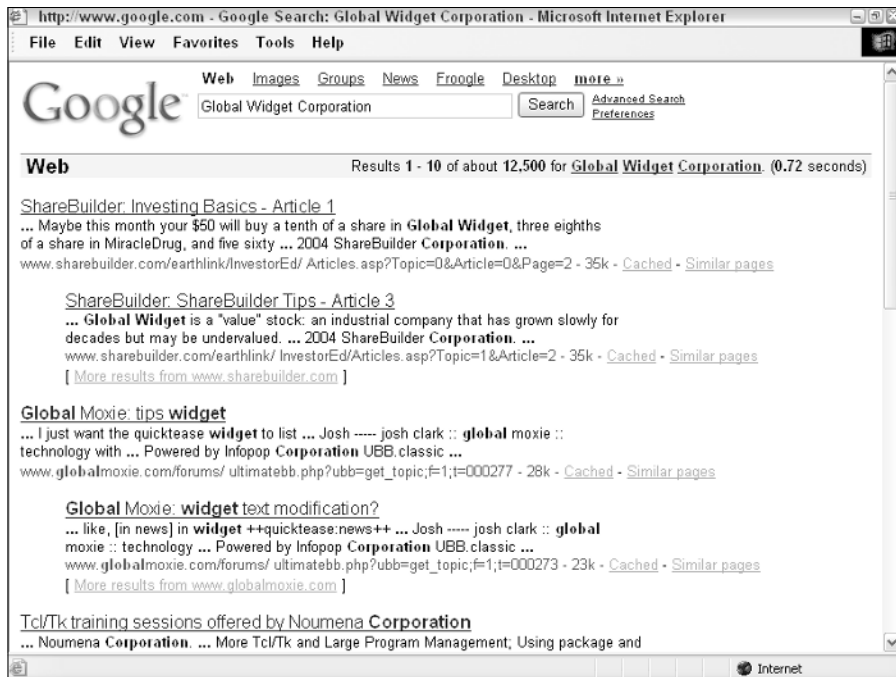 http://www.google.com - Google Search: Global Widget Corporation - Microsoft Internet Explorer
File Edit View Favorites Tools Help
Web Images Groups News Froogle Desktop more »
Google™
Global Widget Corporation Search Advanced Search
Preferences
Web Results 1 - 10 of about 12,500 for Global Widget Corporation. (0.72 seconds)
ShareBuilder: Investing Basics - Article 1
... Maybe this month your $50 will buy a tenth of a share in Global Widget, three eighths
of a share in MiracleDrug, and five sixty ... 2004 ShareBuilder Corporation. ...
www.sharebuilder.com/earthlink/InvestorEd/ Articles.asp?Topic=0&Article=0&Page=2 - 35k - Cached - Similar pages
ShareBuilder: ShareBuilder Tips - Article 3
... Global Widget is a "value" stock: an industrial company that has grown slowly for
decades but may be undervalued. ... 2004 ShareBuilder Corporation. ...
www.sharebuilder.com/earthlink/ InvestorEd/Articles.asp?Topic=1&Article=2 - 35k - Cached - Similar pages
[ More results from www.sharebuilder.com ]
Global Moxie: tips widget
... I just want the quicktease widget to list ... Josh ----- josh clark :: global moxie ::
technology with ... Powered by Infopop Corporation UBB.classic ...
www.globalmoxie.com/forums/ ultimatebb.php?ubb=get_topic;f=1;t=000277 - 28k - Cached - Similar pages
Global Moxie: widget text modification?
... like, [in news] in widget ++quicktease:news++ ... Josh ----- josh clark :: global
moxie :: technology ... Powered by Infopop Corporation UBB.classic ...
www.globalmoxie.com/forums/ ultimatebb.php?ubb=get_topic;f=1;t=000273 - 23k - Cached - Similar pages
[ More results from www.globalmoxie.com ]
Tcl/Tk training sessions offered by Noumena Corporation
... Noumena Corporation. ... More Tcl/Tk and Large Program Management; Using package and
Internet